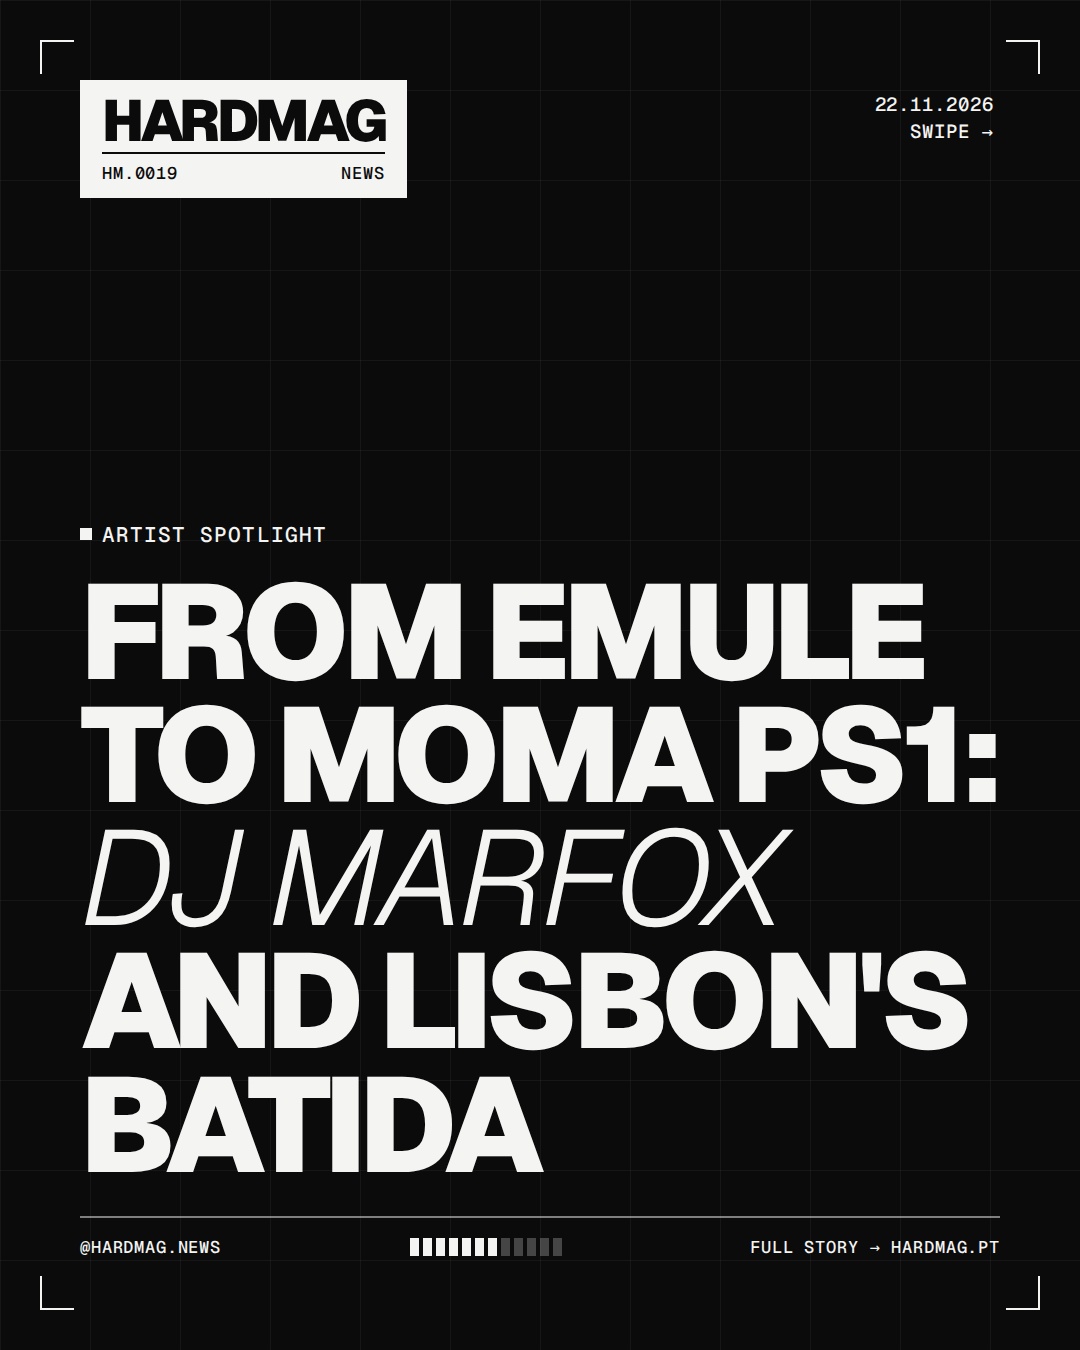 HARDMAG
HM.0019 NEWS
22.11.2026
SWIPE →
ARTIST SPOTLIGHT
FROM EMULE
TO MOMA PS1:
DJ MARFOX
AND LISBON'S
BATIDA
@HARDMAG.NEWS
FULL STORY → HARDMAG.PT